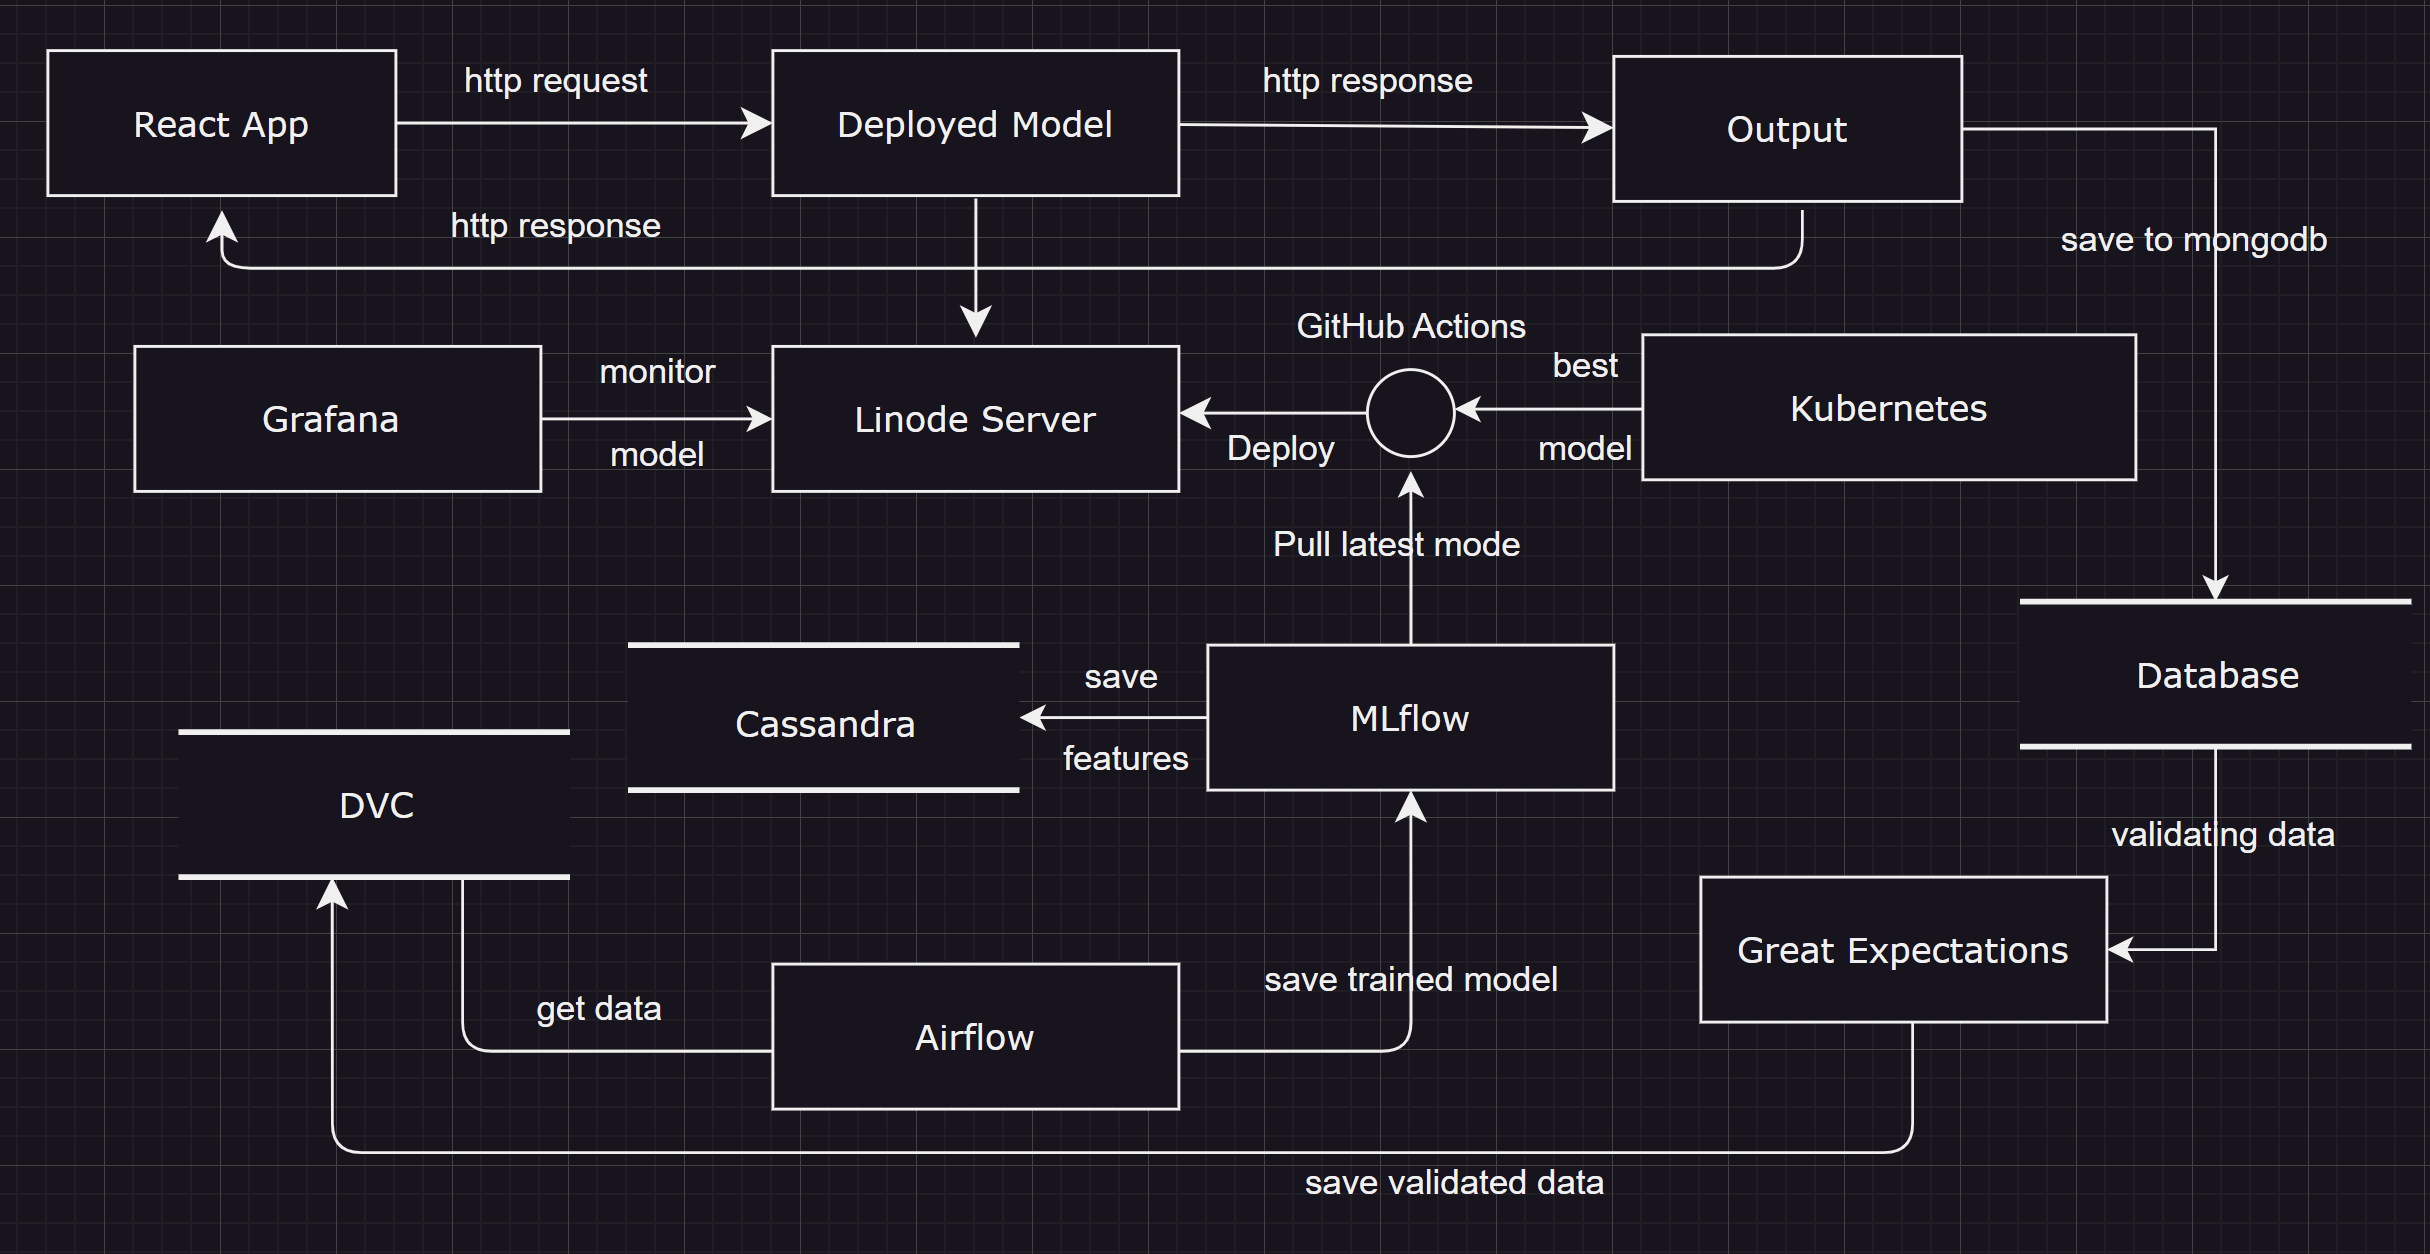 React App
http request
Deployed Model
http response
Output
http response
save to mongodb
GitHub Actions
Grafana
monitor
model
Linode Server
Deploy
best
model
Kubernetes
Pull latest mode
Database
Cassandra
save
features
MLflow
DVC
validating data
Great Expectations
get data
Airflow
save trained model
save validated data